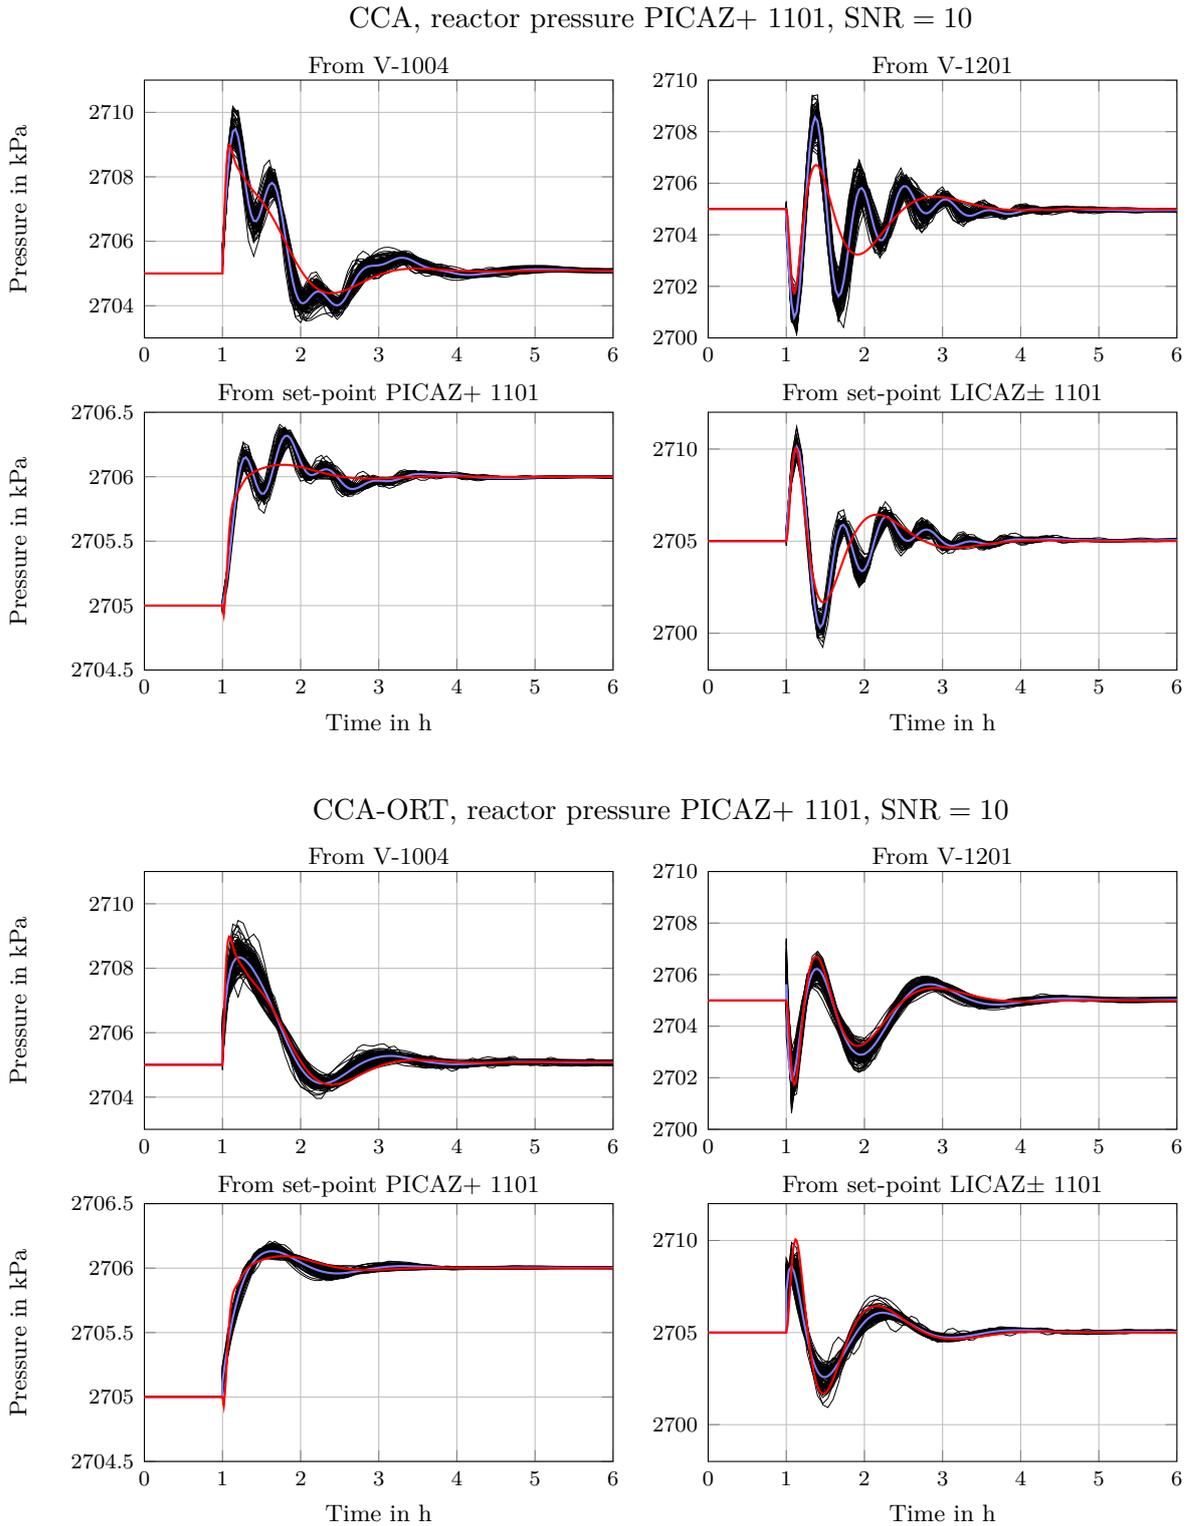 CCA, reactor pressure PICAZ+ 1101, SNR = 10
From V-1004
From V-1201
Pressure in kPa
2710
2708
2706
2704
0 1 2 3 4 5 6
2710
2708
2706
2704
2702
2700
0 1 2 3 4 5 6
From set-point PICAZ+ 1101
From set-point LICAZ± 1101
Pressure in kPa
2706.5
2706
2705.5
2705
2704.5
0 1 2 3 4 5 6
Time in h
2710
2705
2700
0 1 2 3 4 5 6
Time in h
CCA-ORT, reactor pressure PICAZ+ 1101, SNR = 10
From V-1004
From V-1201
Pressure in kPa
2710
2708
2706
2704
0 1 2 3 4 5 6
2710
2708
2706
2704
2702
2700
0 1 2 3 4 5 6
From set-point PICAZ+ 1101
From set-point LICAZ± 1101
Pressure in kPa
2706.5
2706
2705.5
2705
2704.5
0 1 2 3 4 5 6
Time in h
2710
2705
2700
0 1 2 3 4 5 6
Time in h